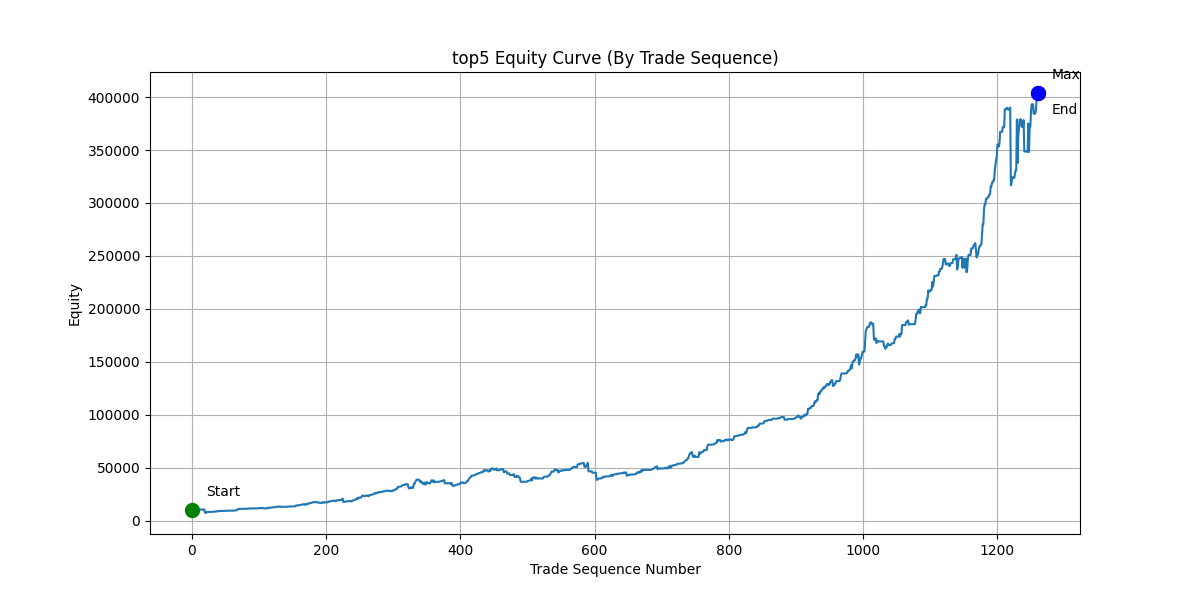 top5 Equity Curve (By Trade Sequence)
Max
End
Start
400000
350000
300000
250000
200000
150000
100000
50000
0
Equity
0 200 400 600 800 1000 1200
Trade Sequence Number